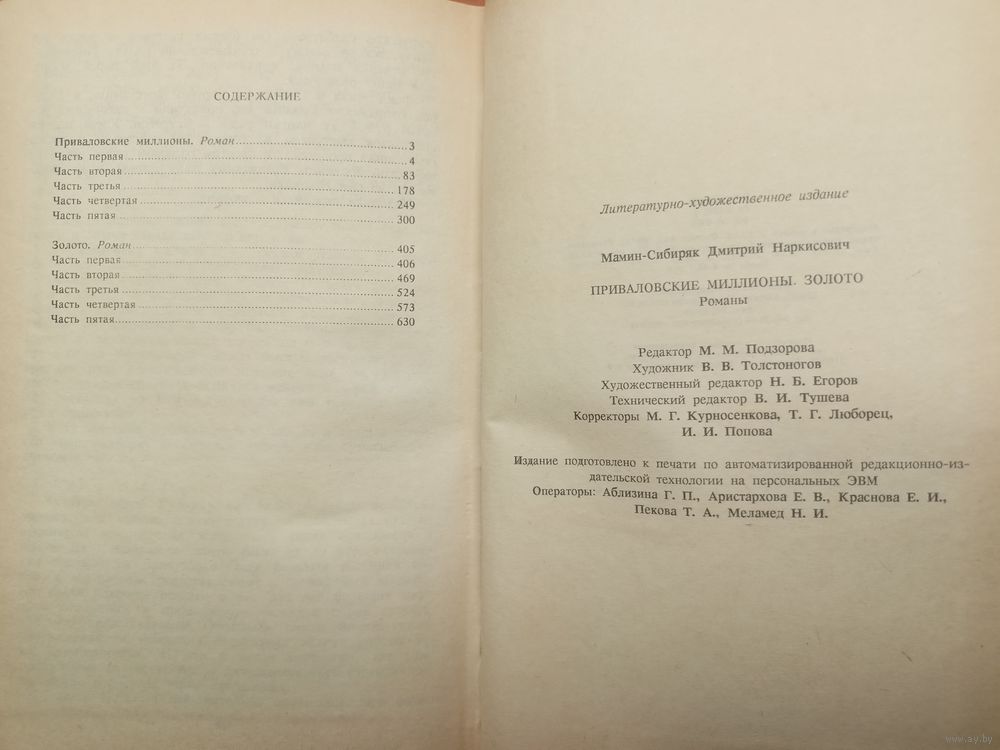 СОДЕРЖАНИЕ
Приваловские миллионы. Роман 3
Часть первая 4
Часть вторая 83
Часть третья 178
Часть четвертая 249
Часть пятая 300
Золото. Роман 405
Часть первая 406
Часть вторая 469
Часть третья 524
Часть четвертая 573
Часть пятая 630
Литературно-художественное издание
Мамин-Сибиряк Дмитрий Наркисович
ПРИВАЛОВСКИЕ МИЛЛИОНЫ. ЗОЛОТО
Романы
Редактор М. М. Подзорова
Художник В. В. Толстоногов
Художественный редактор Н. Б. Егоров
Технический редактор В. И. Тушева
Корректоры М. Г. Курносенкова, Т. Г. Люборец,
И. И. Попова
Издание подготовлено к печати по автоматизированной редакционно-из-
дательской технологии на персональных ЭВМ
Операторы: Аблизина Г. П., Аристархова Е. В., Краснова Е. И.,
Пекова Т. А., Меламед Н. И.
www.ay.by